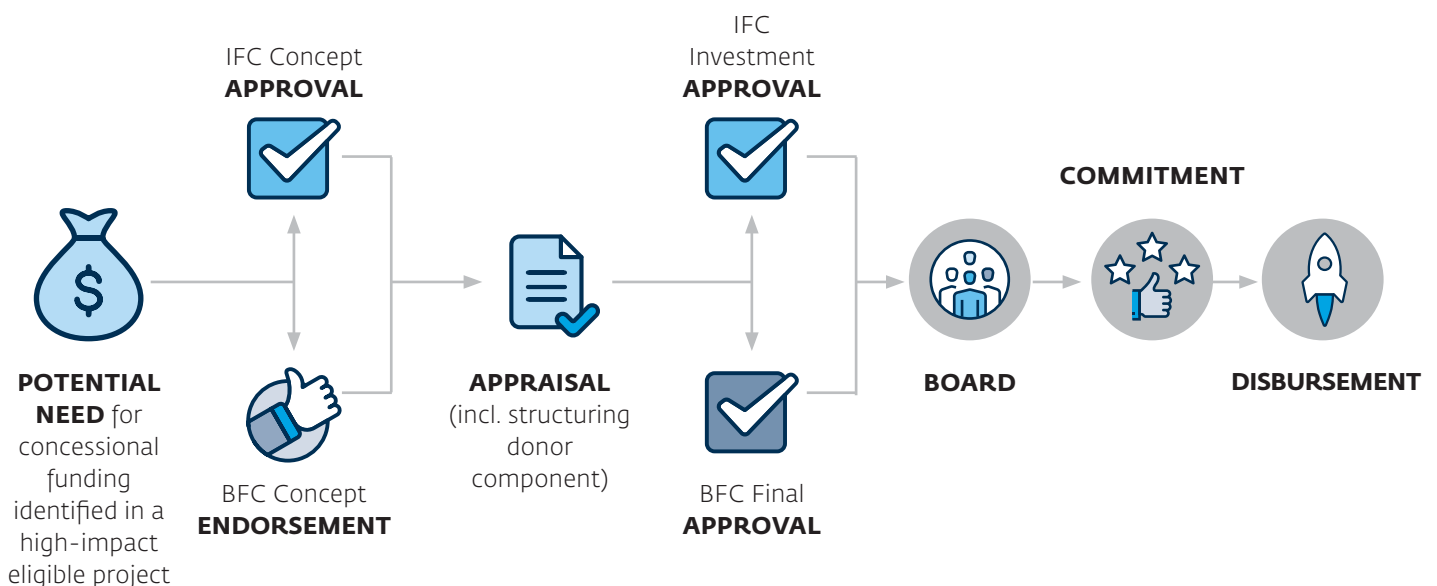 POTENTIAL
NEED for
concessional
funding
identified in a
high-impact
eligible project
$
IFC Concept
APPROVAL
BFC Concept
ENDORSEMENT
APPRAISAL
(incl. structuring
donor
component)
IFC
Investment
APPROVAL
BFC Final
APPROVAL
BOARD
COMMITMENT
DISBURSEMENT